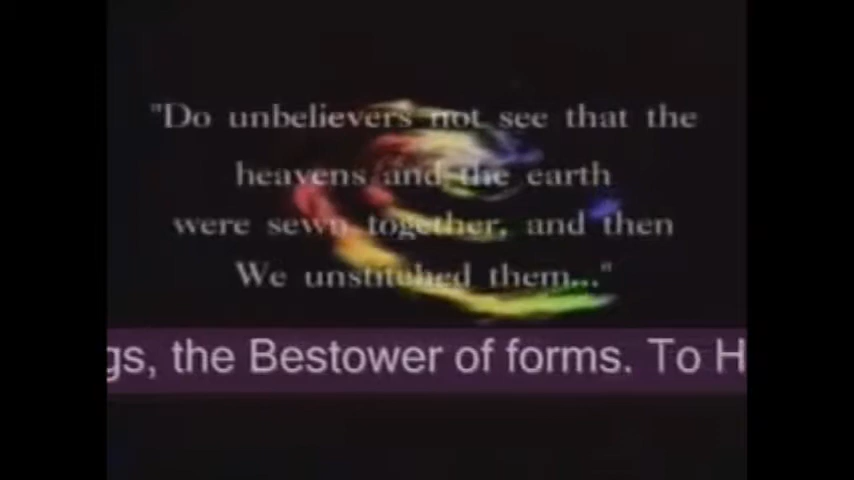 "Do unbelievers not see that the
heavens and the earth
were sewn together, and then
We unstitched them..."
gs, the Bestower of forms. To H